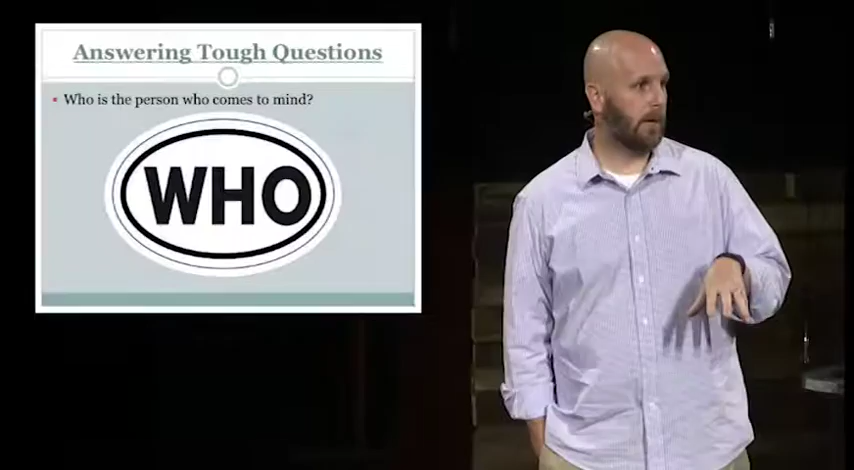 Answering Tough Questions
Who is the person who comes to mind?
WHO